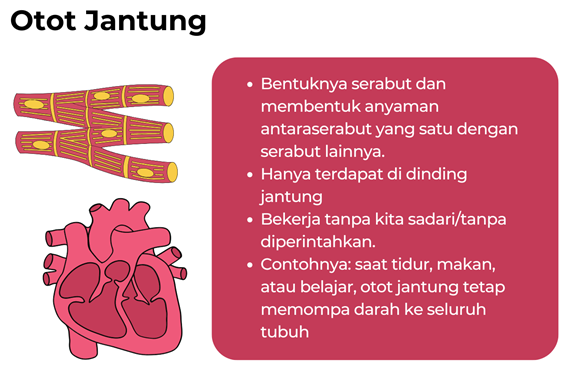 Otot Jantung
• Bentuknya serabut dan
membentuk anyaman
antaraserabut yang satu dengan
serabut lainnya.
• Hanya terdapat di dinding
jantung
• Bekerja tanpa kita sadari/tanpa
diperintahkan.
• Contohnya: saat tidur, makan,
atau belajar, otot jantung tetap
memompa darah ke seluruh
tubuh